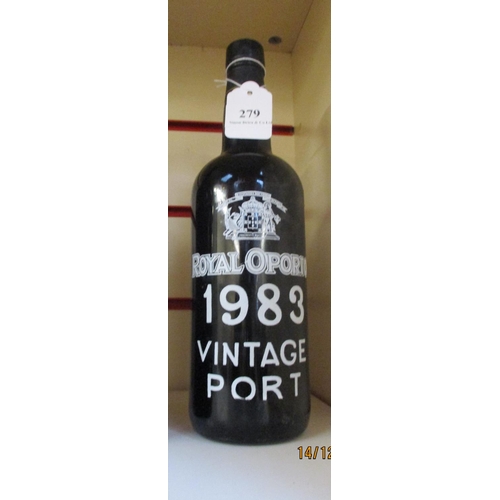 279
ROYAL OPORTO
1983
VINTAGE
PORT
14/12